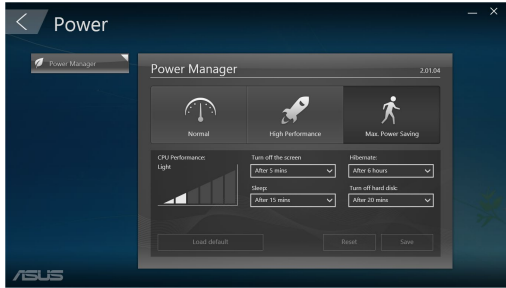 Power
Power Manager
Power Manager
2.01.04
Normal
High Performance
Max. Power Saving
CPU Performance:
Light
Turn off the screen
After 5 mins
Hibernate:
After 6 hours
Sleep:
After 15 mins
Turn off hard disk:
After 20 mins
Load default
Reset
Save
ASUS